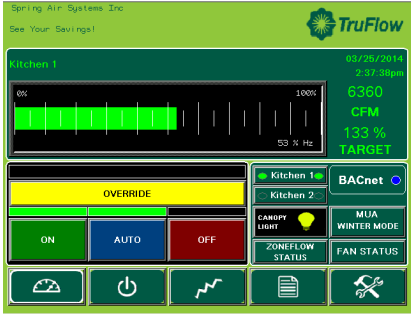 Spring Air Systems Inc
See Your Savings!
TruFlow
Kitchen 1
03/25/2014
2:37:38pm
0%
100%
53 % Hz
6360
CFM
133 %
TARGET
OVERRIDE
ON
AUTO
OFF
Kitchen 1
Kitchen 2
BACnet
CANOPY
LIGHT
MUA
WINTER MODE
ZONEFLOW
STATUS
FAN STATUS